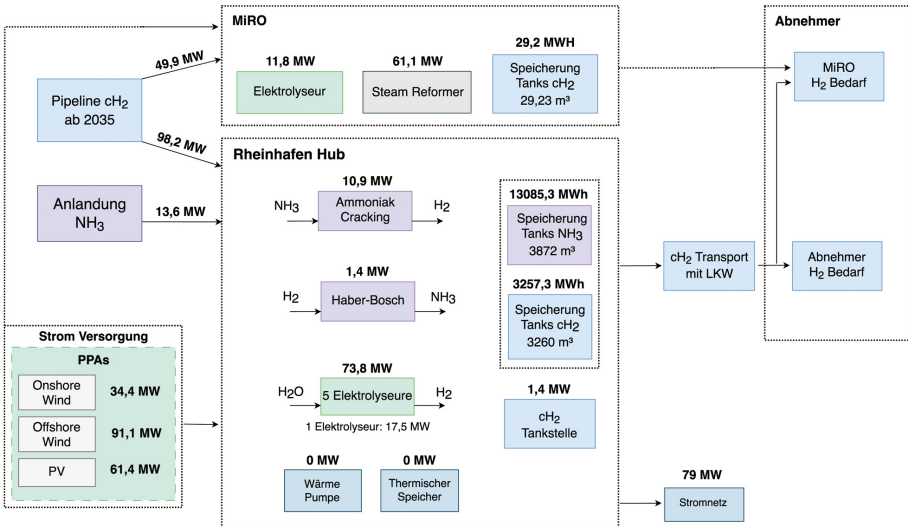 MiRO
11,8 MW
Elektrolyseur
61,1 MW
Steam Reformer
29,2 MWH
Speicherung
Tanks cH₂
29,23 m³
Abnehmer
MiRO
H₂ Bedarf
Abnehmer
H₂ Bedarf
Pipeline cH₂
ab 2035
49,9 MW
98,2 MW
Anlandung
NH₃
13,6 MW
Rheinhafen Hub
10,9 MW
NH₃
Ammoniak
Cracking
H₂
1,4 MW
H₂
Haber-Bosch
NH₃
73,8 MW
H₂O
5 Elektrolyseure
H₂
1 Elektrolyseur: 17,5 MW
0 MW
Wärme
Pumpe
0 MW
Thermischer
Speicher
13085,3 MWh
Speicherung
Tanks NH₃
3872 m³
3257,3 MWh
Speicherung
Tanks cH₂
3260 m³
1,4 MW
cH₂
Tankstelle
cH₂ Transport
mit LKW
79 MW
Stromnetz
Strom Versorgung
PPAs
Onshore
Wind
34,4 MW
Offshore
Wind
91,1 MW
PV
61,4 MW